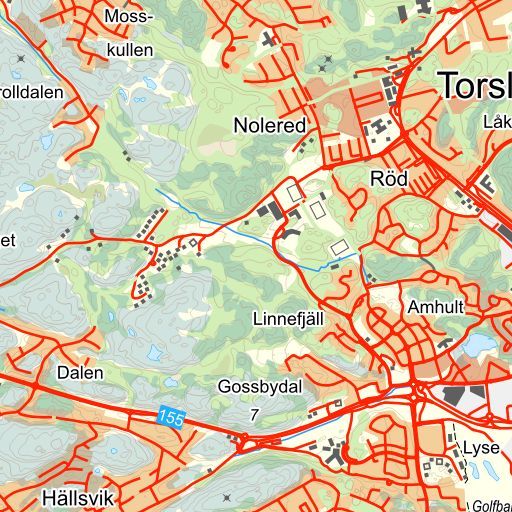 Moss-
kullen
rolldalen
Torsl
Nolered
Låk
Röd
et
Amhult
Linnefjäll
Dalen
Gossbydal
7
155
Lyse
Hällsvik
Golfba